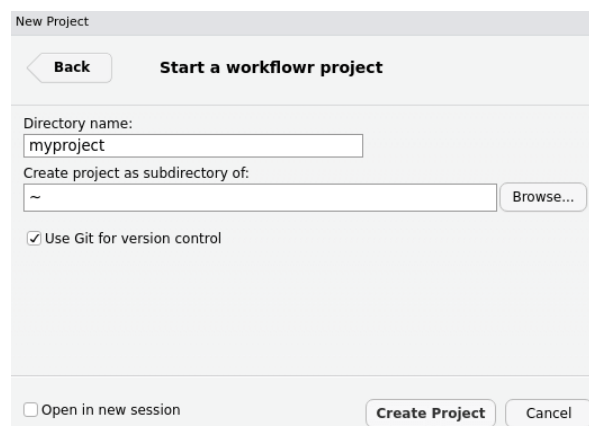 New Project
Back
Start a workflowr project
Directory name:
myproject
Create project as subdirectory of:
~
Browse...
Use Git for version control
Open in new session
Create Project
Cancel